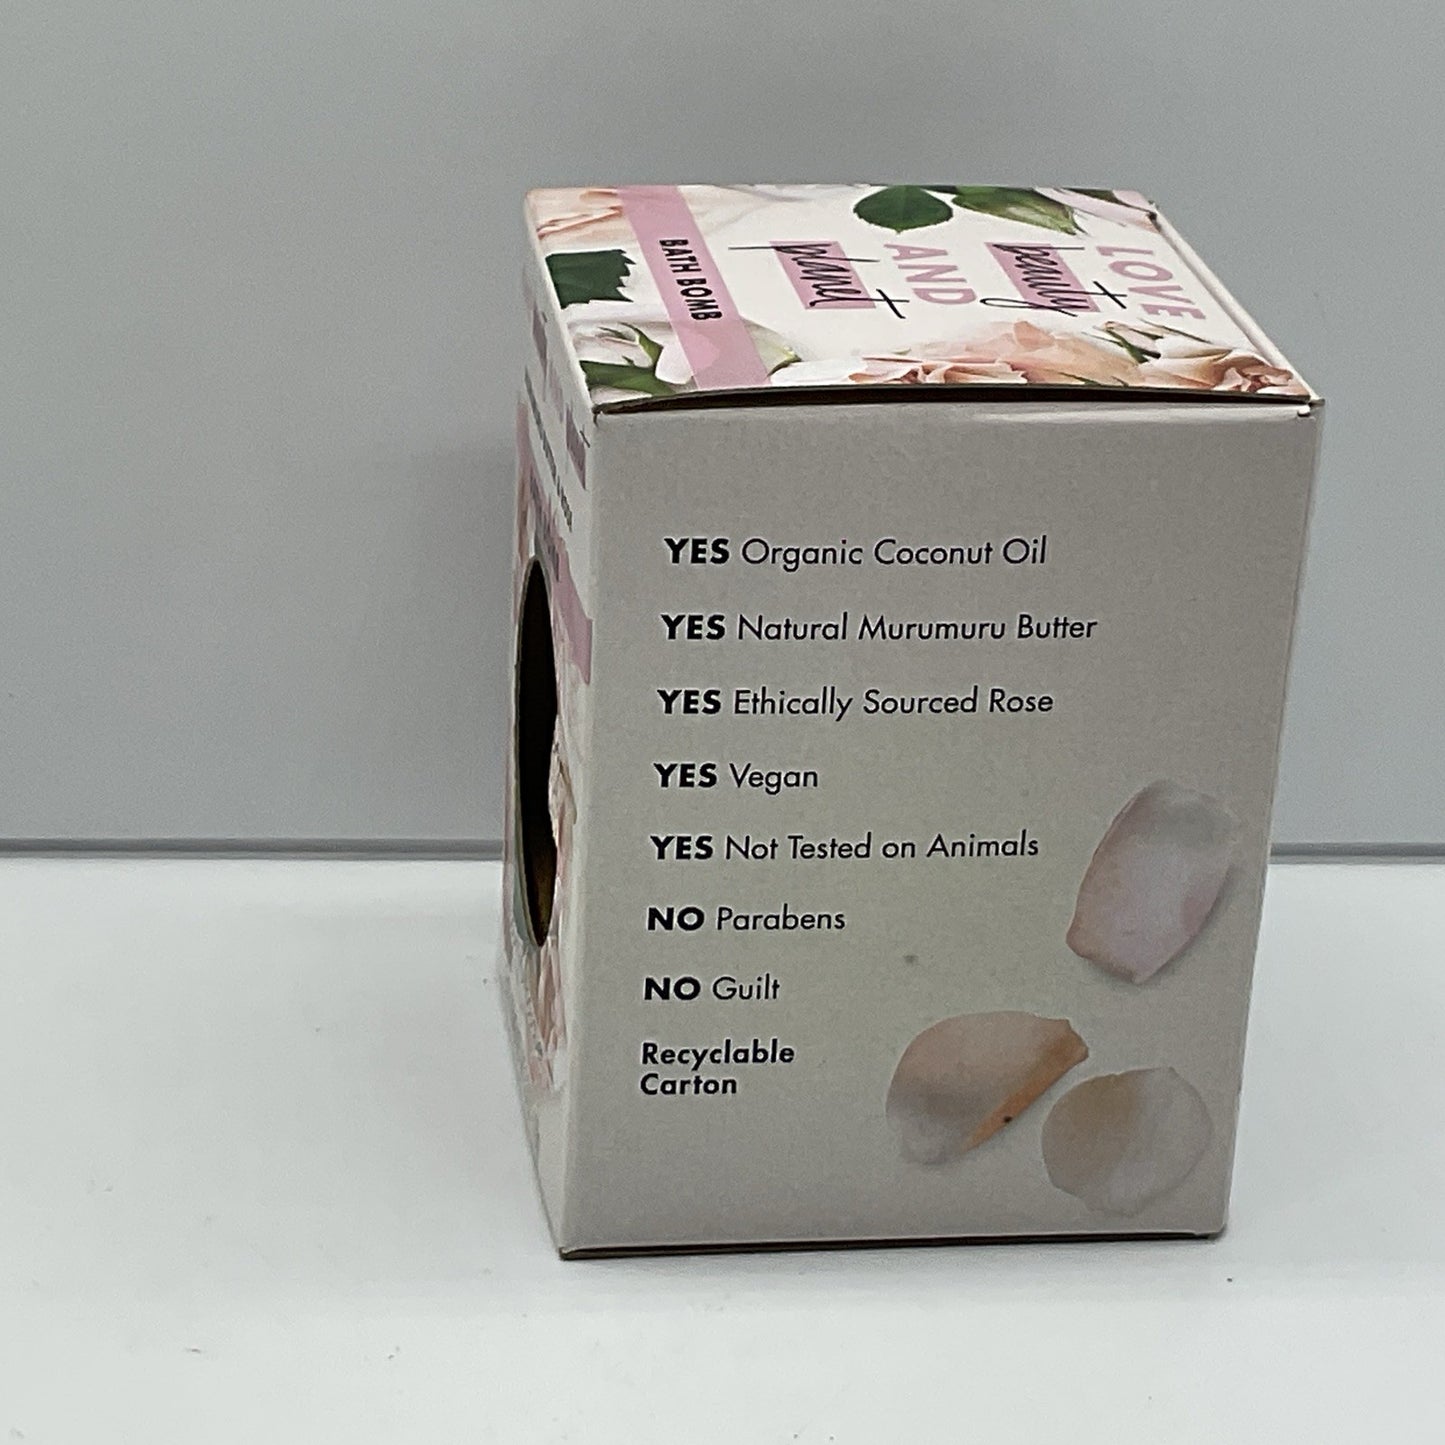 LOVE
beauty
AND
planet
BATH BOMB
YES Organic Coconut Oil
YES Natural Murumuru Butter
YES Ethically Sourced Rose
YES Vegan
YES Not Tested on Animals
NO Parabens
NO Guilt
Recyclable
Carton